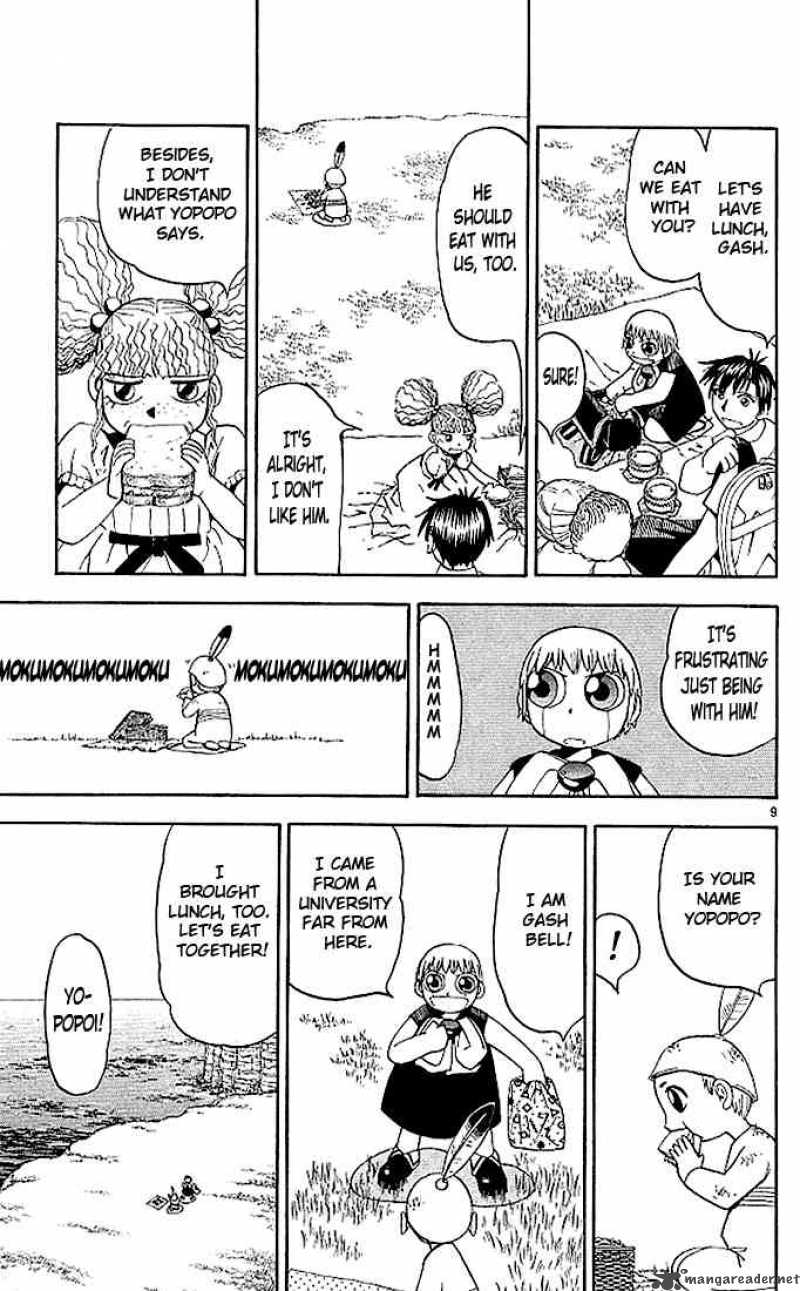 LET'S
HAVE
LUNCH,
GASH.
CAN
WE EAT
WITH
YOU?
SURE!
HE
SHOULD
EAT WITH
US, TOO.
IT'S
ALRIGHT,
I DON'T
LIKE HIM.
BESIDES,
I DON'T
UNDERSTAND
WHAT YOPOPO
SAYS.
IT'S
FRUSTRATING
JUST BEING
WITH HIM!
HMMMMM
MOKUMOKUMOKUMOKU
MOKUMOKUMOKUMOKU
9
IS YOUR
NAME
YOPOPO?
!
I AM
GASH
BELL!
I CAME
FROM A
UNIVERSITY
FAR FROM
HERE.
I
BROUGHT
LUNCH, TOO.
LET'S EAT
TOGETHER!
YO-
POPOI!
mangareader.net